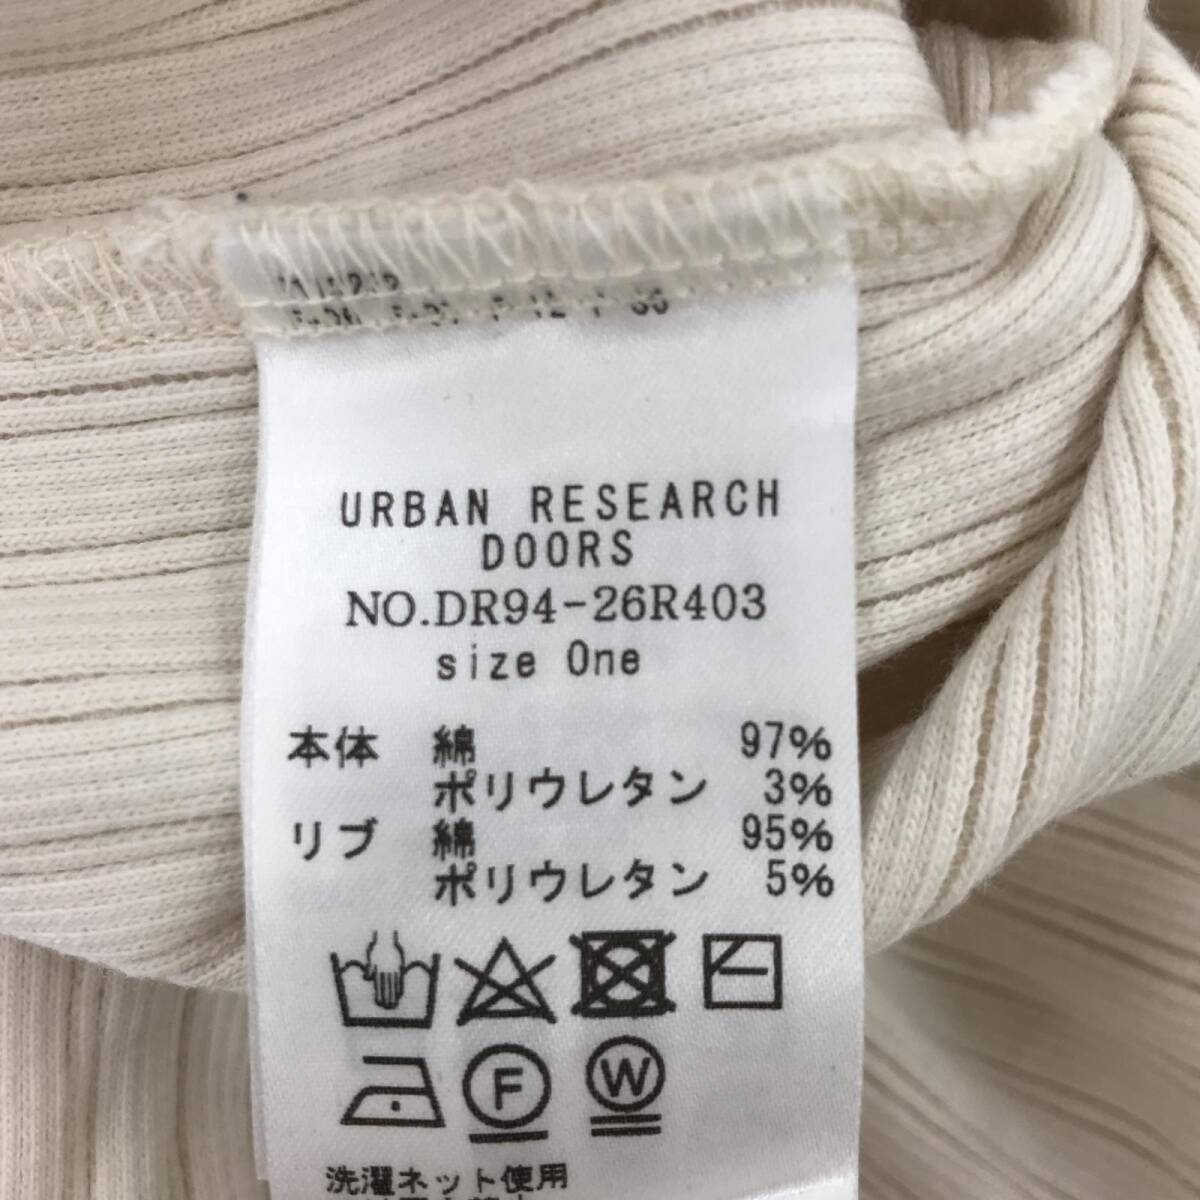 URBAN RESEARCH
DOORS
NO.DR94-26R403
size One
本体 綿 97%
ポリウレタン 3%
リブ 綿 95%
ポリウレタン 5%
F W
洗濯ネット使用